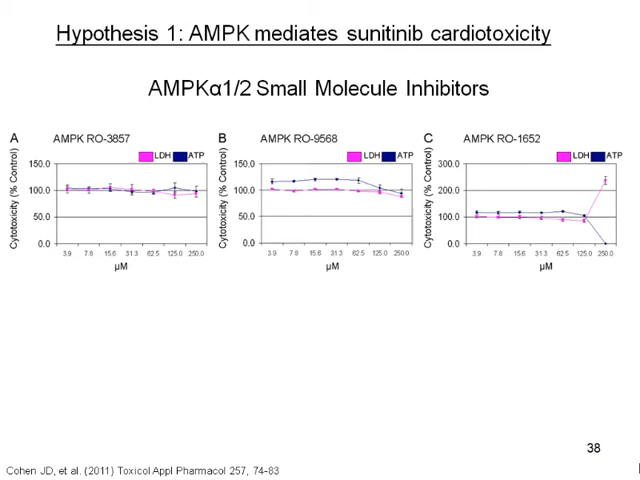 Hypothesis 1: AMPK mediates sunitinib cardiotoxicity
AMPKα1/2 Small Molecule Inhibitors
A AMPK RO-3857
LDH ATP
Cytotoxicity (% Control)
150.0
100.0
50.0
0.0
3.9 7.8 15.6 31.3 62.5 125.0 250.0
µM
B AMPK RO-9568
LDH ATP
Cytotoxicity (% Control)
150.0
100.0
50.0
0.0
3.9 7.8 15.6 31.3 62.5 125.0 250.0
µM
C AMPK RO-1652
LDH ATP
Cytotoxicity (% Control)
300.0
200.0
100.0
0.0
3.9 7.8 15.6 31.3 62.5 125.0 250.0
µM
38
Cohen JD, et al. (2011) Toxicol Appl Pharmacol 257, 74-83